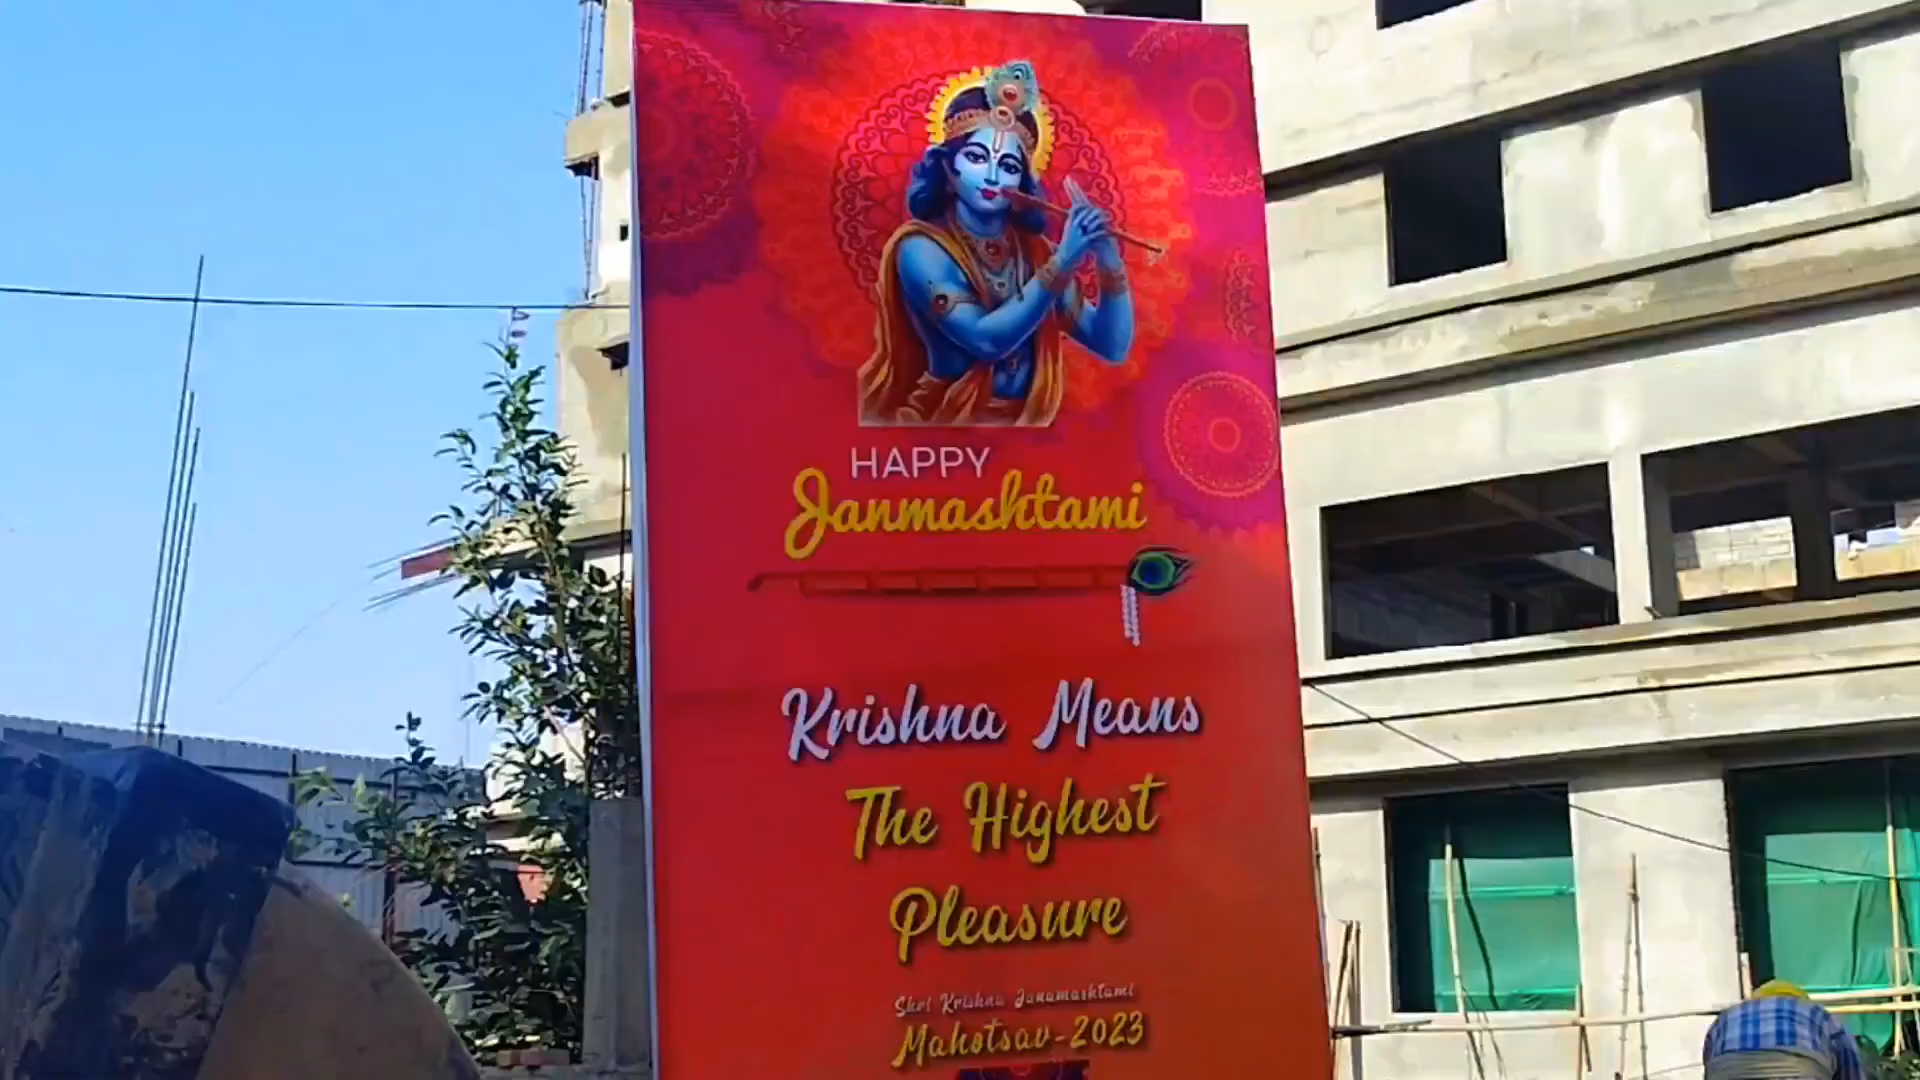 HAPPY
Janmashtami
Krishna Means
The Highest
Pleasure
Shri Krishna Janamashtami
Mahotsav-2023